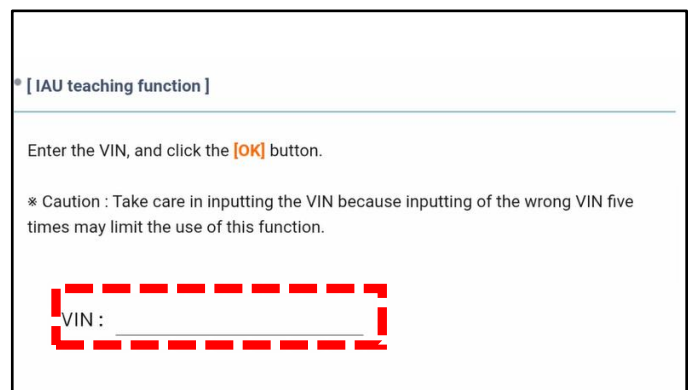 [ IAU teaching function ]
Enter the VIN, and click the [OK] button.
※ Caution : Take care in inputting the VIN because inputting of the wrong VIN five
times may limit the use of this function.
VIN :